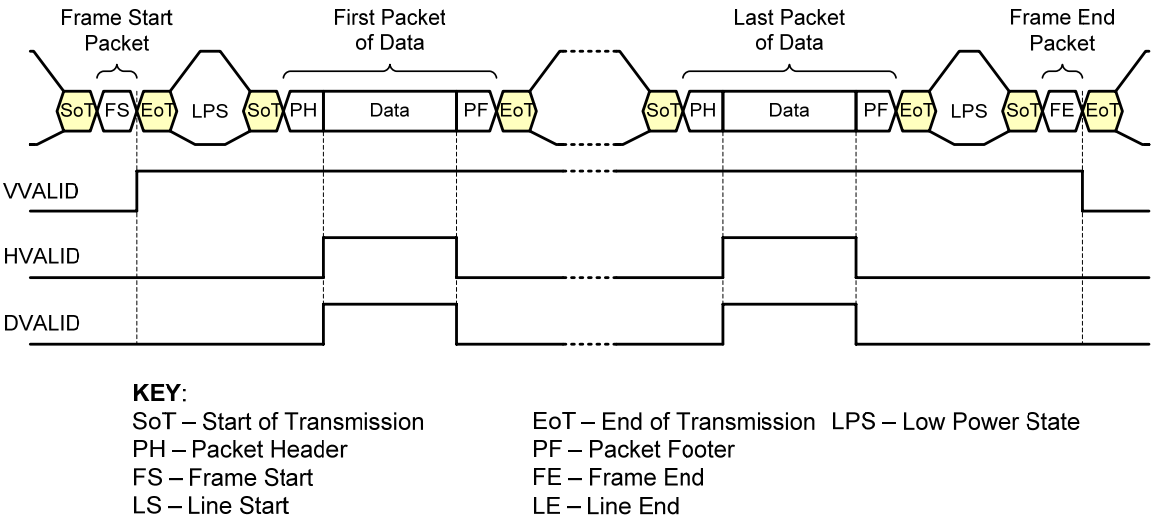 Frame Start
Packet
First Packet
of Data
Last Packet
of Data
Frame End
Packet
SoT FS EoT LPS SoT PH Data PF EoT SoT PH Data PF EoT LPS SoT FE EoT
VVALID
HVALID
DVALID
KEY:
SoT – Start of Transmission EoT – End of Transmission LPS – Low Power State
PH – Packet Header PF – Packet Footer
FS – Frame Start FE – Frame End
LS – Line Start LE – Line End